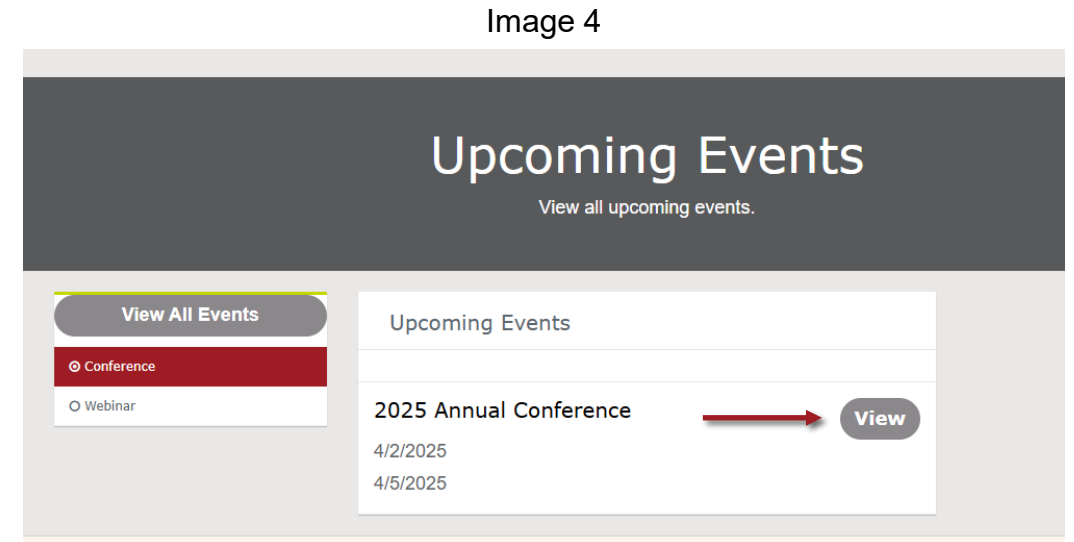 Image 4
Upcoming Events
View all upcoming events.
View All Events
Conference
Webinar
Upcoming Events
2025 Annual Conference
View
4/2/2025
4/5/2025